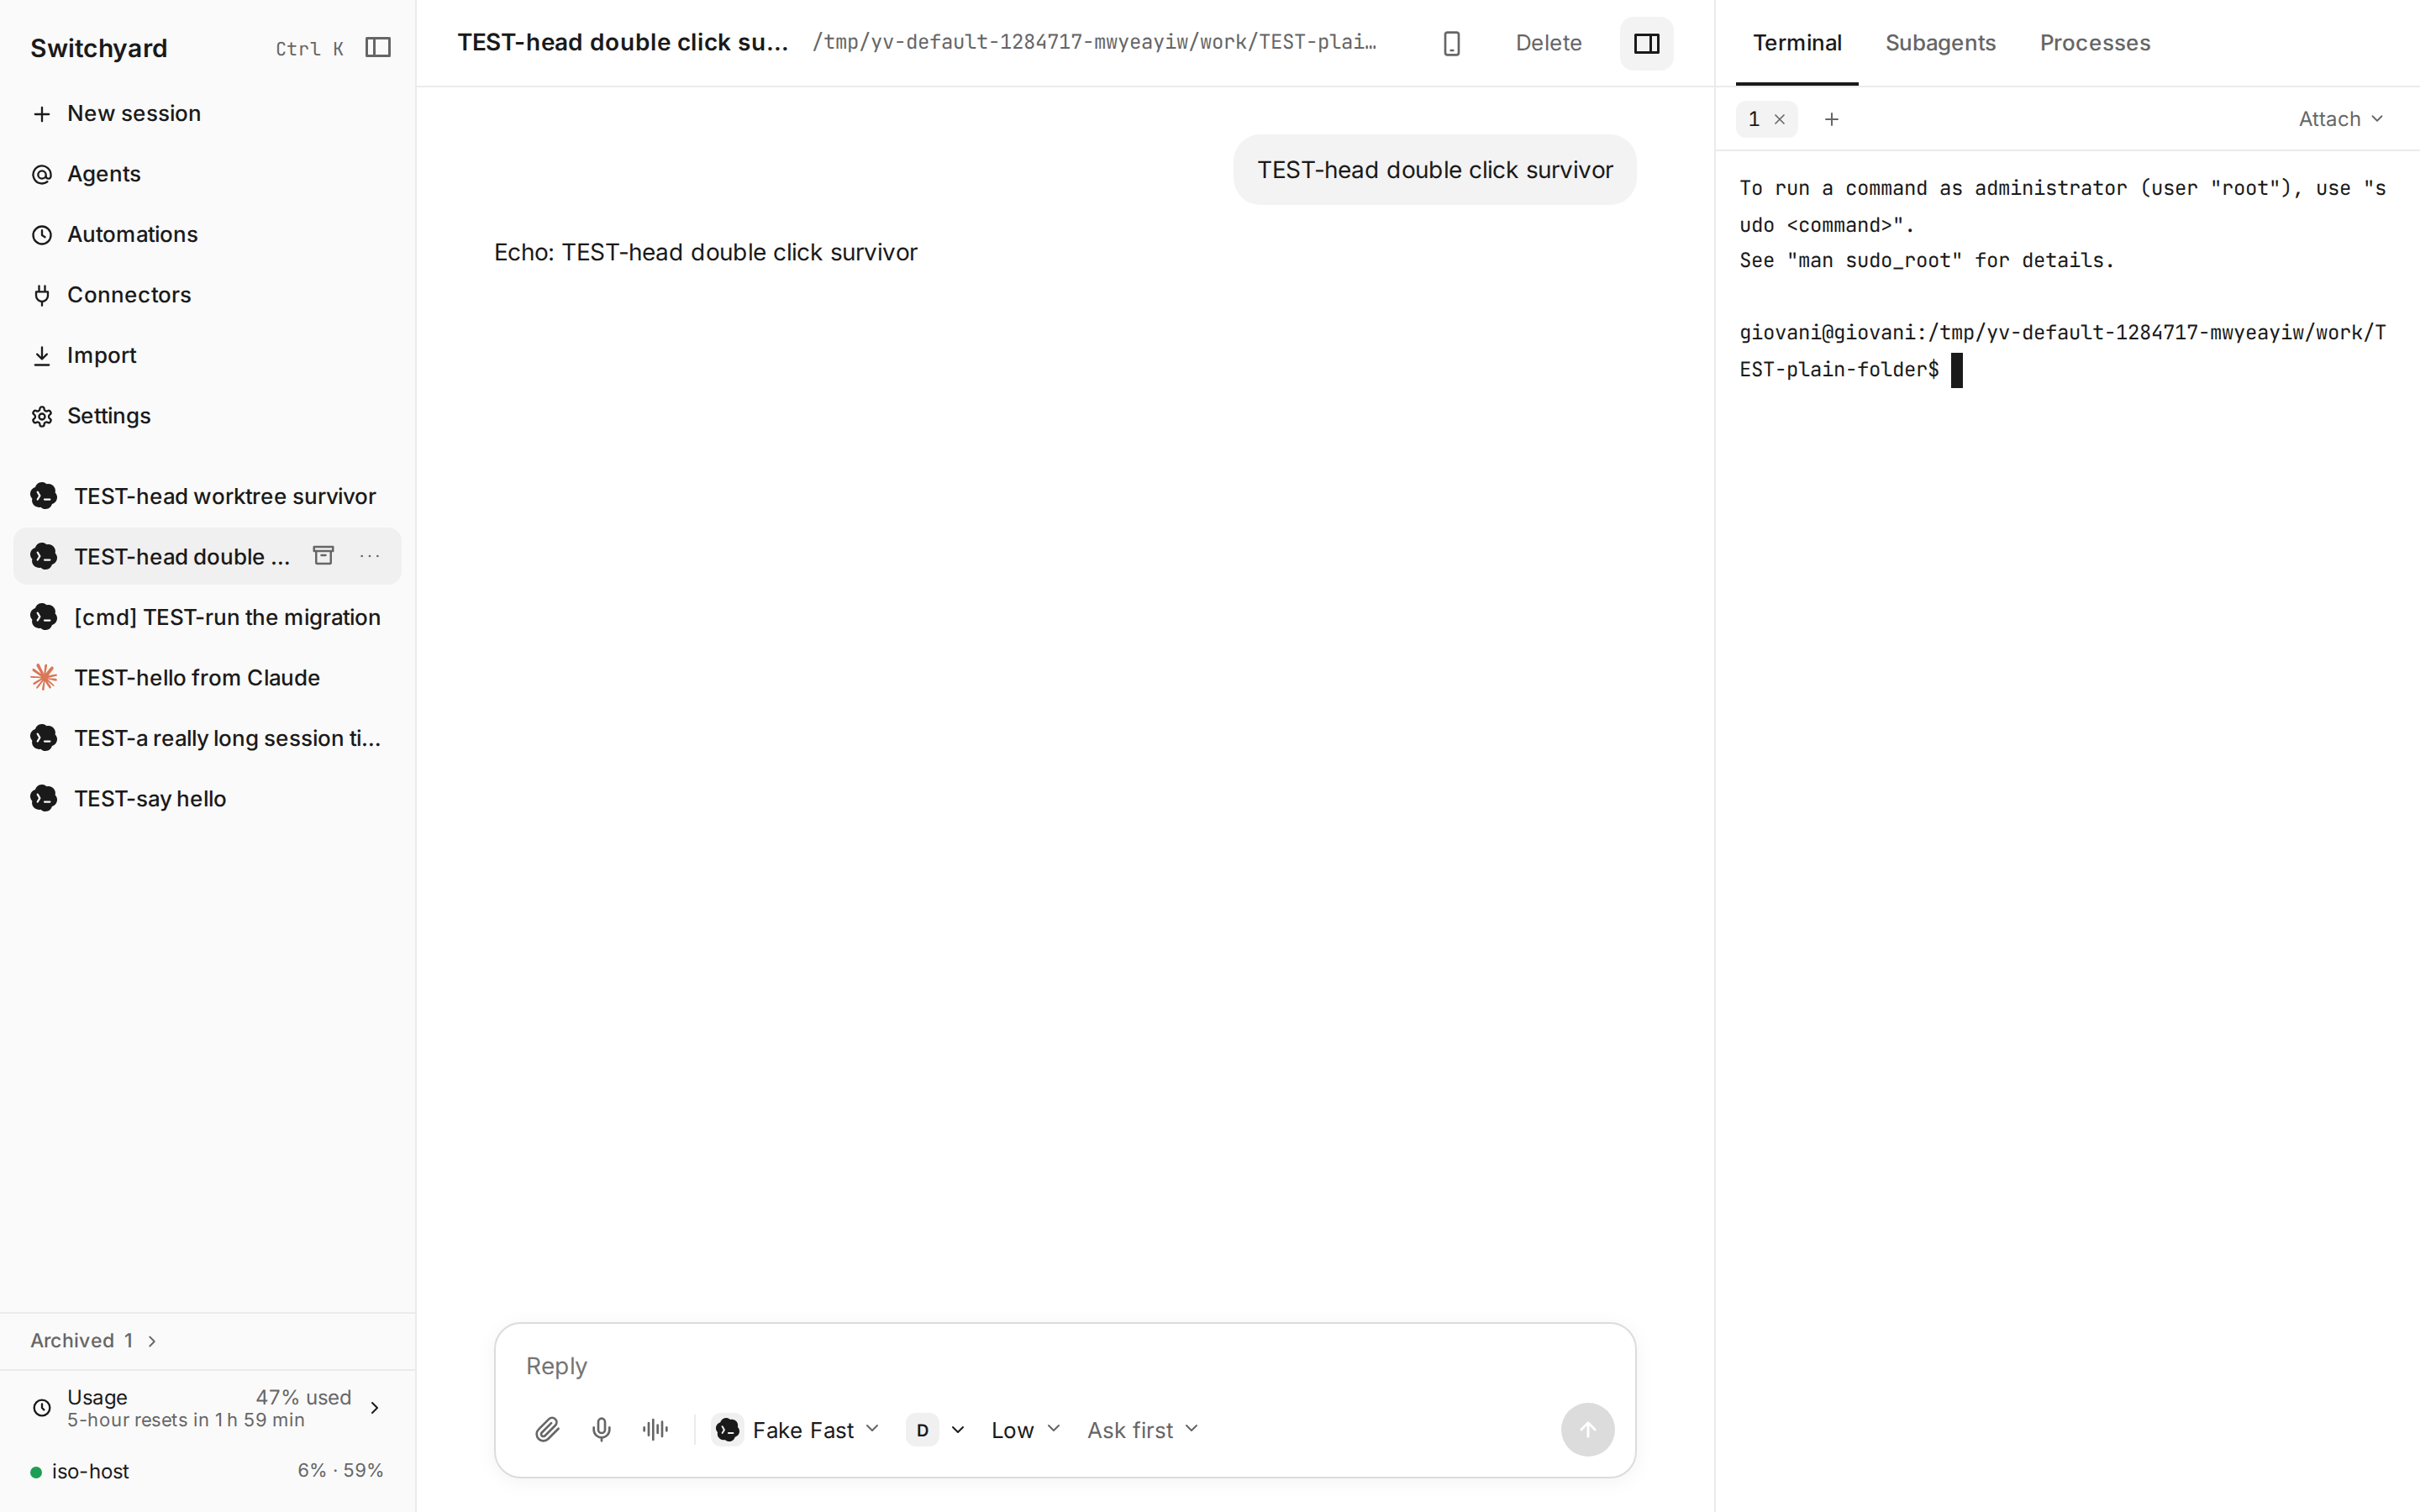 Switchyard
Ctrl K
New session
Agents
Automations
Connectors
Import
Settings
TEST-head worktree survivor
TEST-head double ...
[cmd] TEST-run the migration
TEST-hello from Claude
TEST-a really long session ti...
TEST-say hello
Archived 1
Usage 47% used
5-hour resets in 1 h 59 min
iso-host 6% · 59%
TEST-head double click su... /tmp/yv-default-1284717-mwyeayiw/work/TEST-plai…
Delete
TEST-head double click survivor
Echo: TEST-head double click survivor
Reply
Fake Fast D Low Ask first
Terminal Subagents Processes
1 Attach
To run a command as administrator (user "root"), use "s
udo <command>".
See "man sudo_root" for details.
giovani@giovani:/tmp/yv-default-1284717-mwyeayiw/work/T
EST-plain-folder$